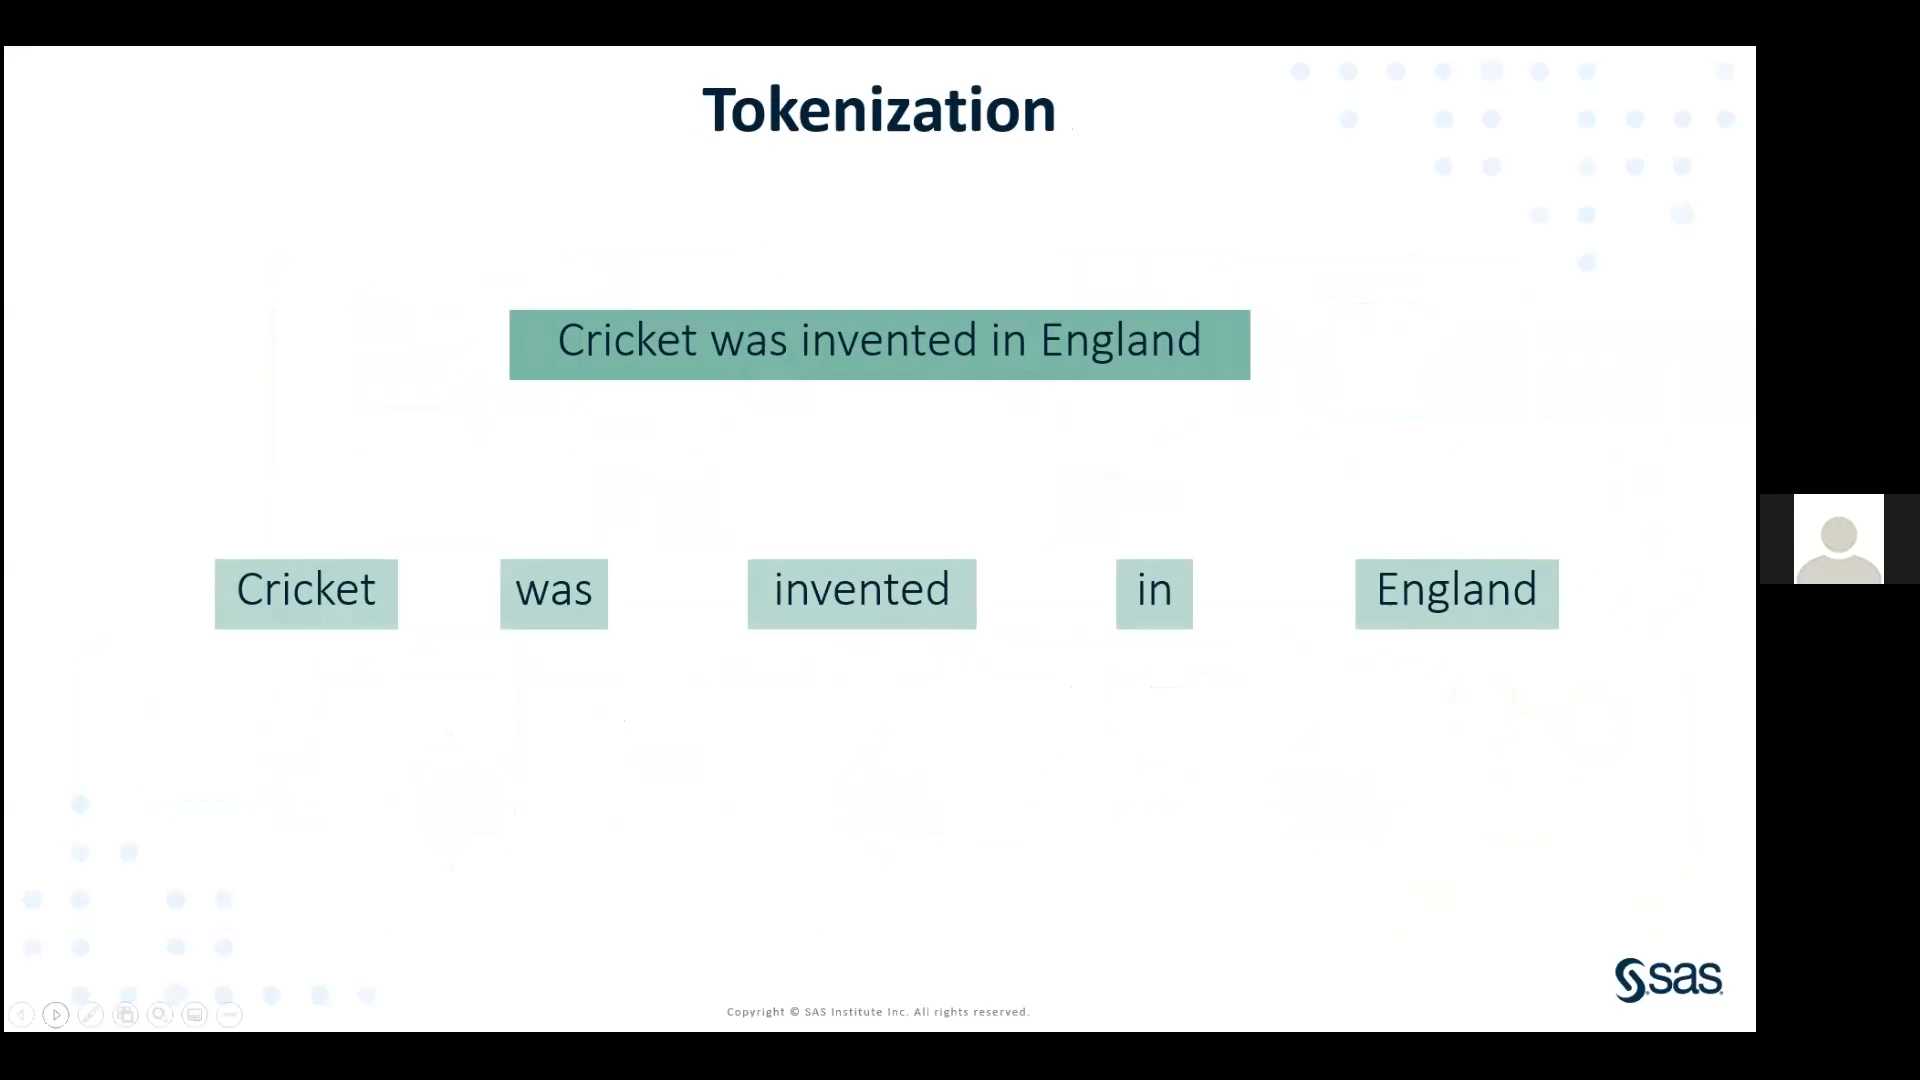 Tokenization
Cricket was invented in England
Cricket was invented in England
Copyright © SAS Institute Inc. All rights reserved.
sas